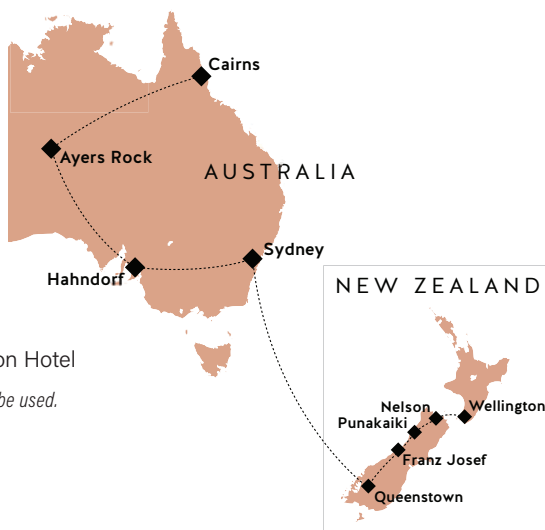 Cairns
Ayers Rock
AUSTRALIA
Sydney
Hahndorf
NEW ZEALAND
on Hotel
be used.
Nelson
Wellington
Punakaiki
Franz Josef
Queenstown